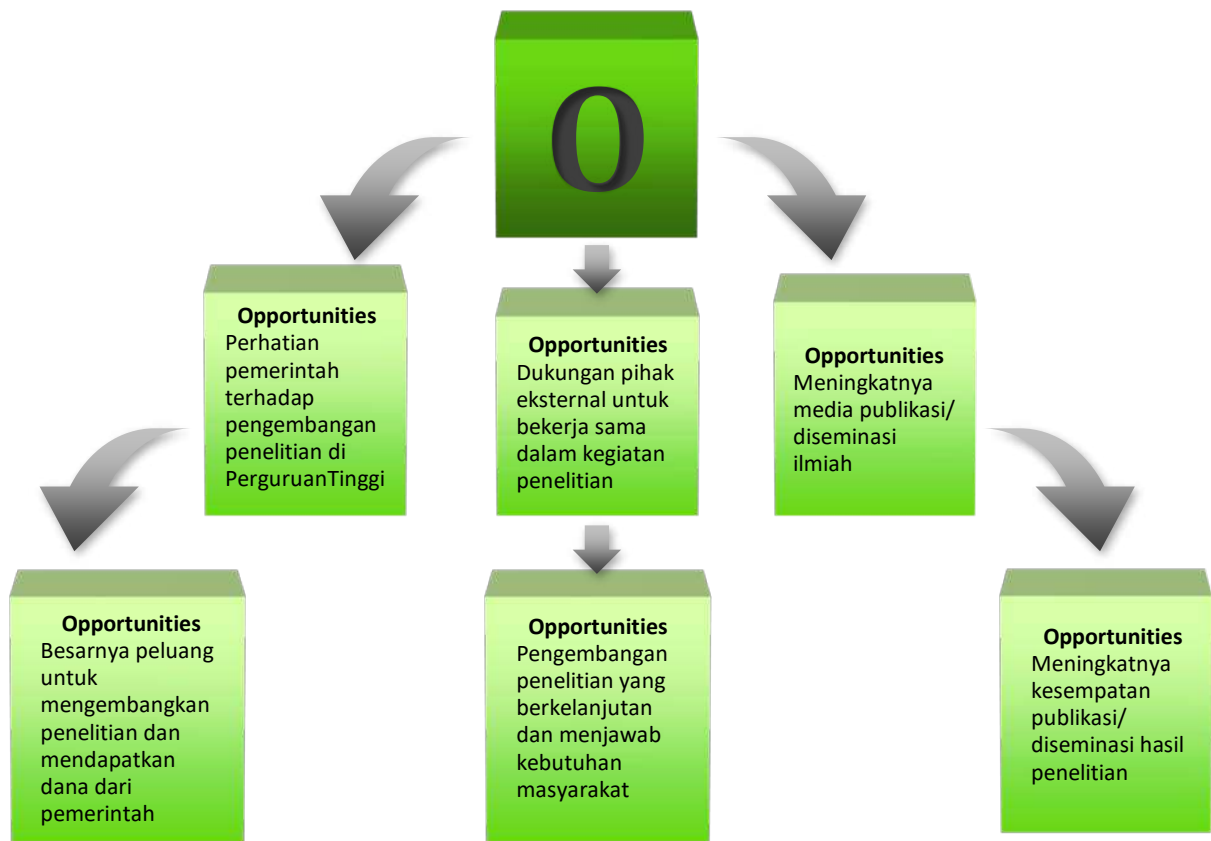 O
Opportunities
Perhatian
pemerintah
terhadap
pengembangan
penelitian di
PerguruanTinggi
Opportunities
Dukungan pihak
eksternal untuk
bekerja sama
dalam kegiatan
penelitian
Opportunities
Meningkatnya
media publikasi/
diseminasi
ilmiah
Opportunities
Besarnya peluang
untuk
mengembangkan
penelitian dan
mendapatkan
dana dari
pemerintah
Opportunities
Pengembangan
penelitian yang
berkelanjutan
dan menjawab
kebutuhan
masyarakat
Opportunities
Meningkatnya
kesempatan
publikasi/
diseminasi hasil
penelitian